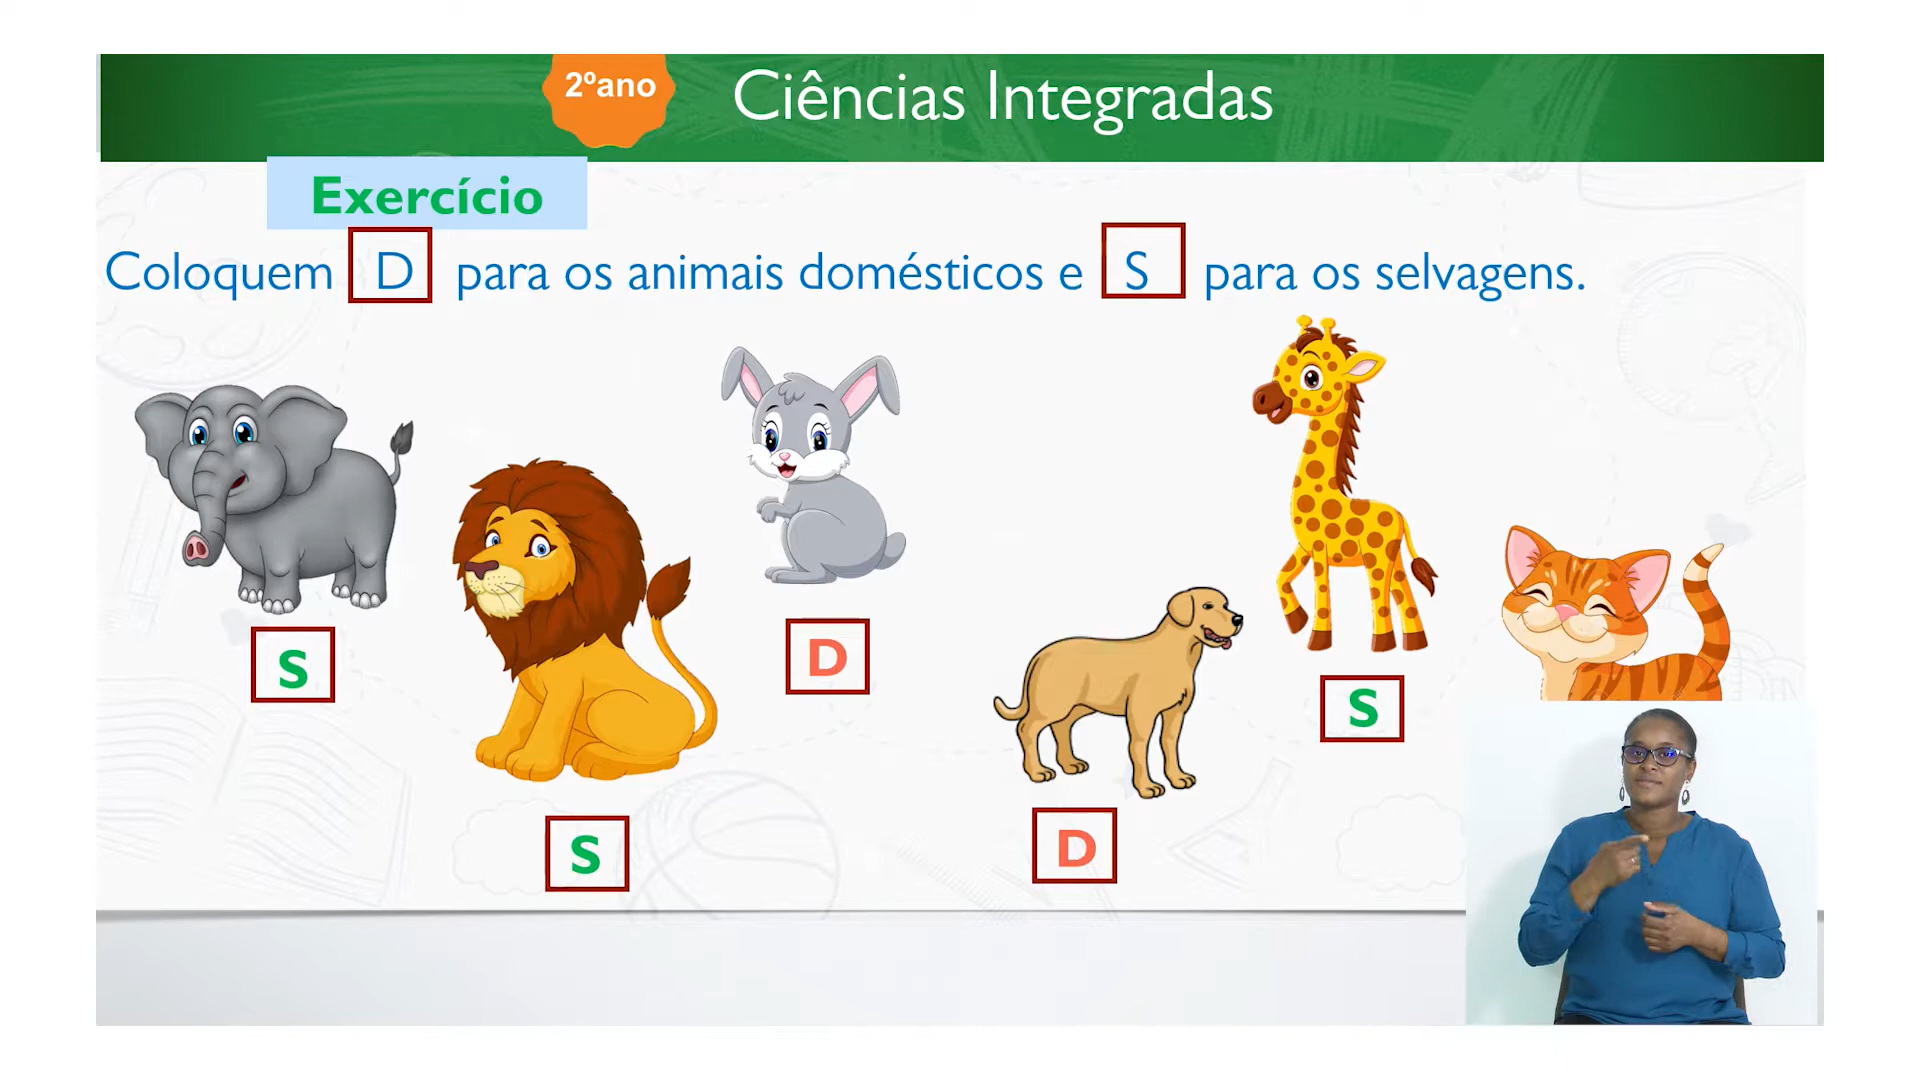 2ºano
Ciências Integradas
Exercício
Coloquem D para os animais domésticos e S para os selvagens.
S
S
D
D
S